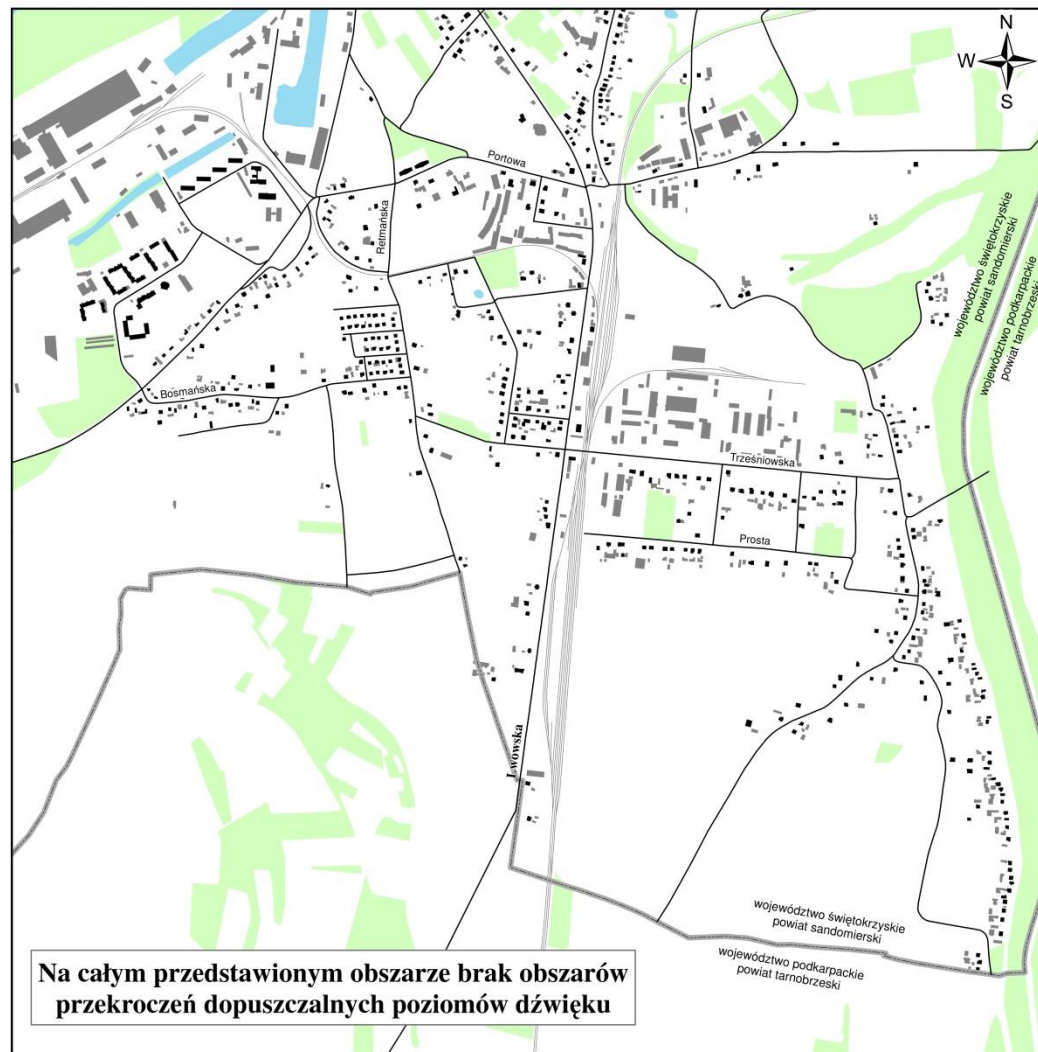 N
W E
S
Portowa
Retmańska
województwo świętokrzyskie
powiat sandomierski
województwo podkarpackie
powiat tarnobrzeski
Bosmańska
Trześniowska
Prosta
Lwowska
województwo świętokrzyskie
powiat sandomierski
województwo podkarpackie
powiat tarnobrzeski
Na całym przedstawionym obszarze brak obszarów
przekroczeń dopuszczalnych poziomów dźwięku